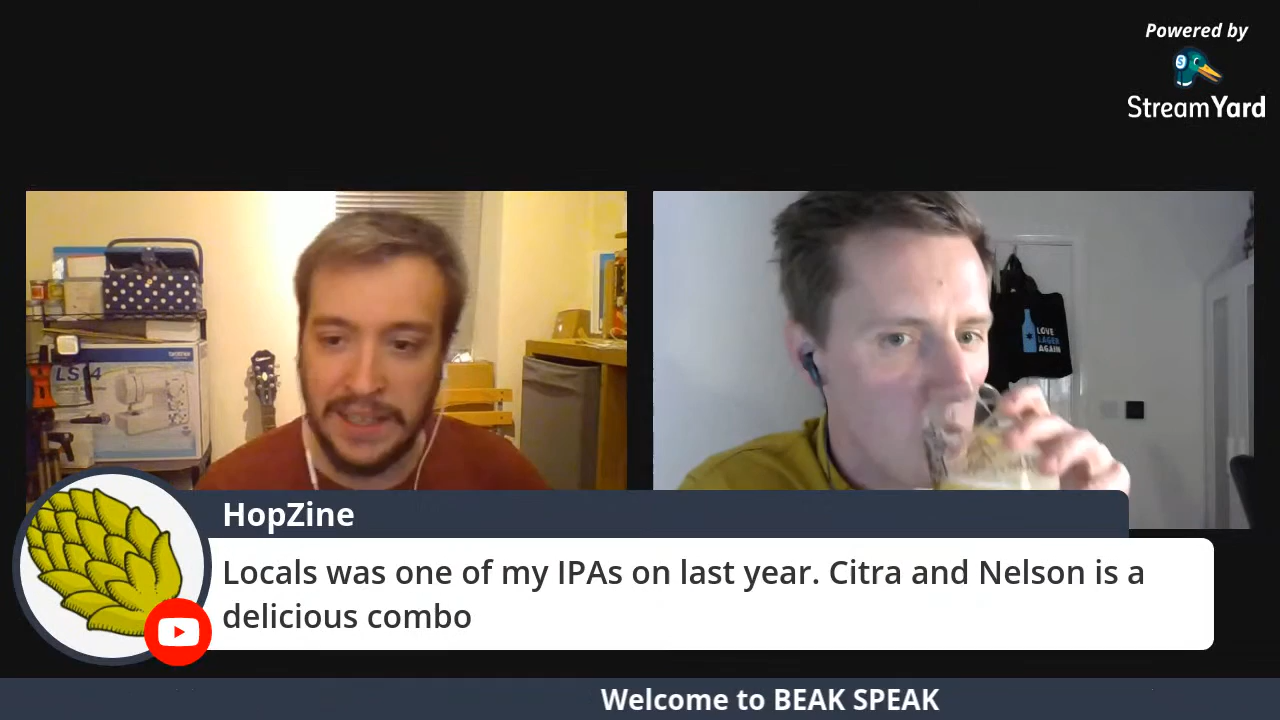 Powered by
StreamYard
LS14
LOVE
LAGER
AGAIN
HopZine
Locals was one of my IPAs on last year. Citra and Nelson is a
delicious combo
Welcome to BEAK SPEAK